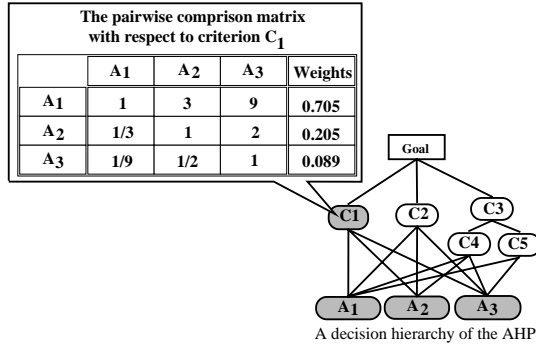 The pairwise comprison matrix
with respect to criterion C1
A1 A2 A3 Weights
A1 1 3 9 0.705
A2 1/3 1 2 0.205
A3 1/9 1/2 1 0.089
Goal
C1 C2 C3
C4 C5
A1 A2 A3
A decision hierarchy of the AHP